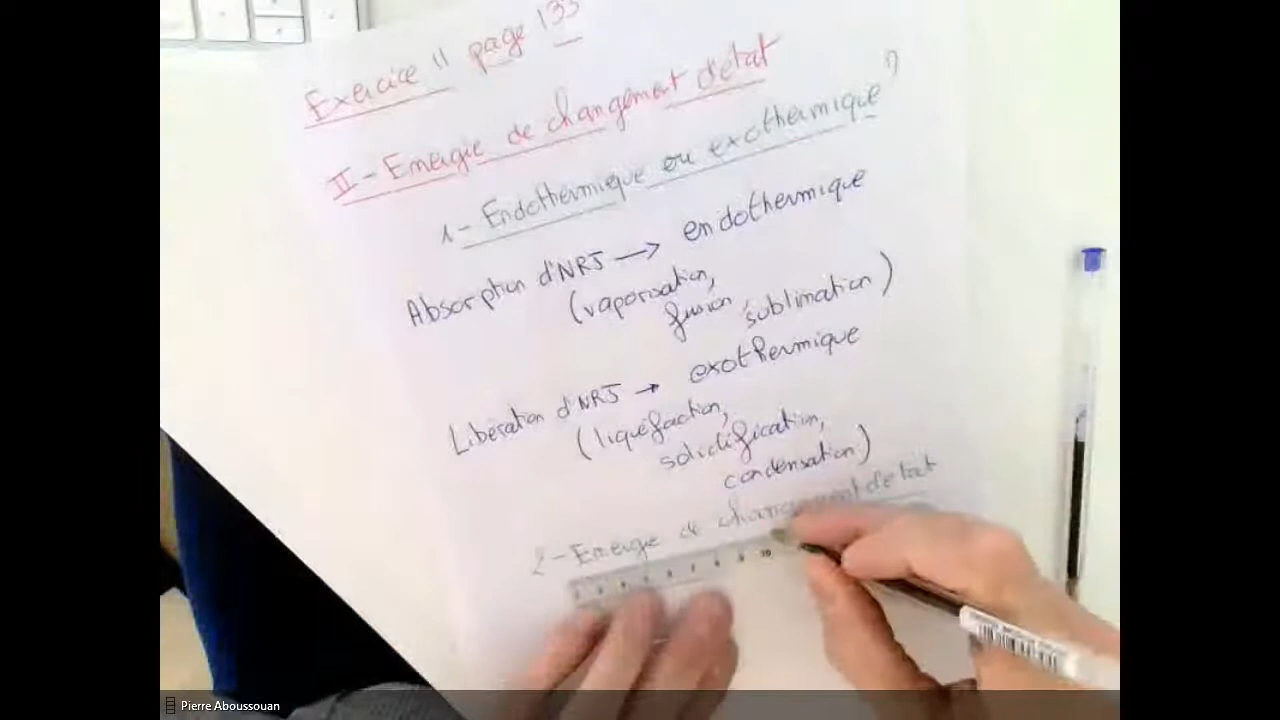 Exercice 11 page 133
II - Energie de changement d'état
1 - Endothermique ou exothermique ?
Absorption d'NRJ → endothermique
(vaporisation,
fusion, sublimation)
Libération d'NRJ → exothermique
(liquéfaction,
solidification,
condensation)
2 - Energie de changement de l'état
Pierre Aboussouan